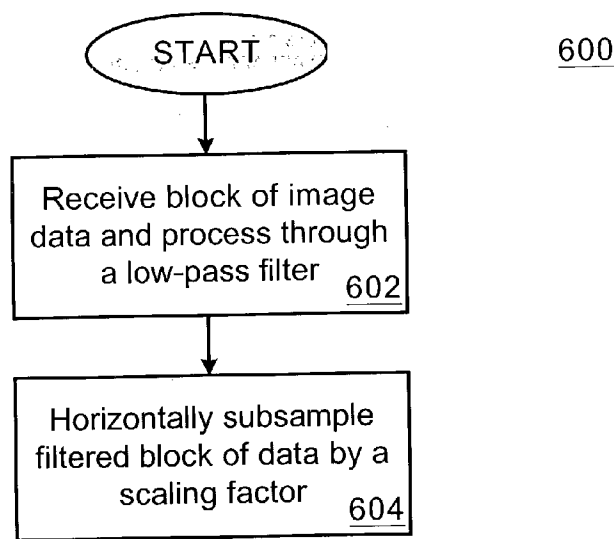 START
600
Receive block of image
data and process through
a low-pass filter
602
Horizontally subsample
filtered block of data by a
scaling factor
604